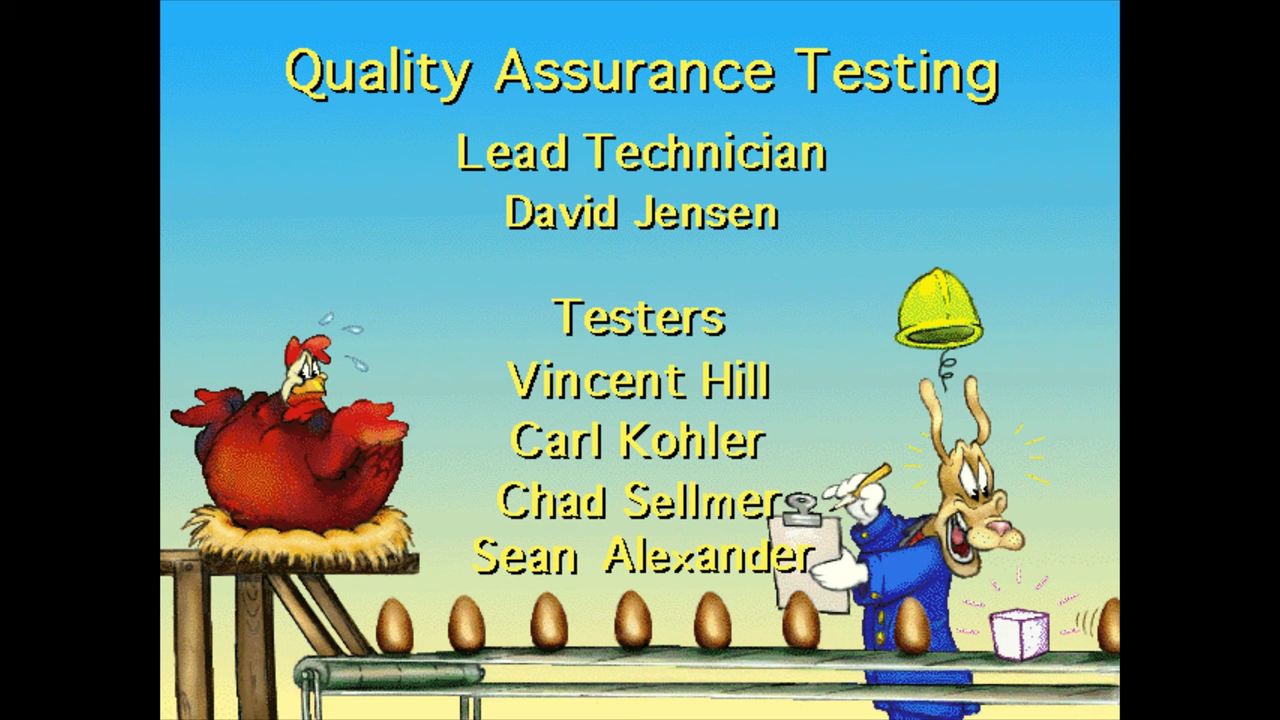 Quality Assurance Testing
Lead Technician
David Jensen
Testers
Vincent Hill
Carl Kohler
Chad Sellmer
Sean Alexander